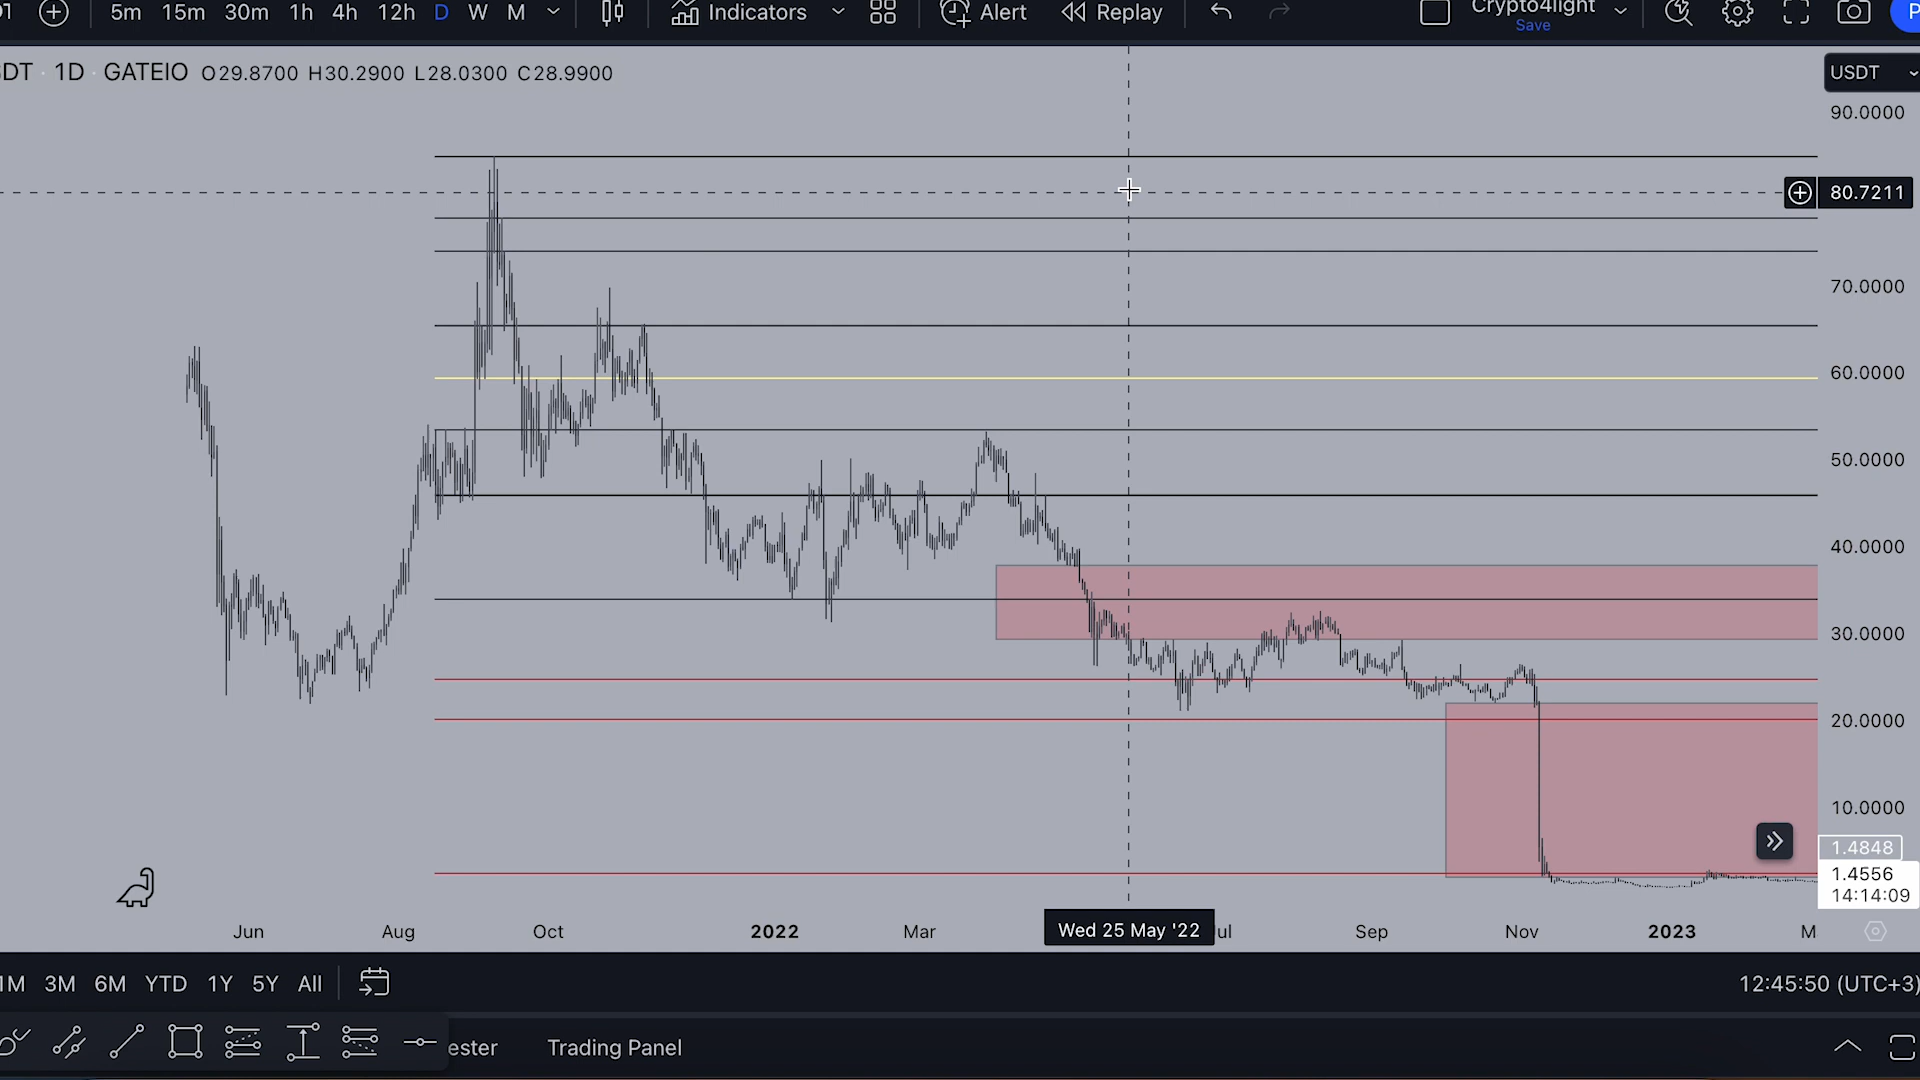 5m 15m 30m 1h 4h 12h D W M Indicators Alert Replay Crypto4light
Save
DT · 1D · GATEIO O29.8700 H30.2900 L28.0300 C28.9900
USDT
90.0000
80.7211
70.0000
60.0000
50.0000
40.0000
30.0000
20.0000
10.0000
1.4848
1.4556
14:14:09
Jun Aug Oct 2022 Mar Wed 25 May '22 ul Sep Nov 2023 M
1M 3M 6M YTD 1Y 5Y All 12:45:50 (UTC+3)
ester Trading Panel